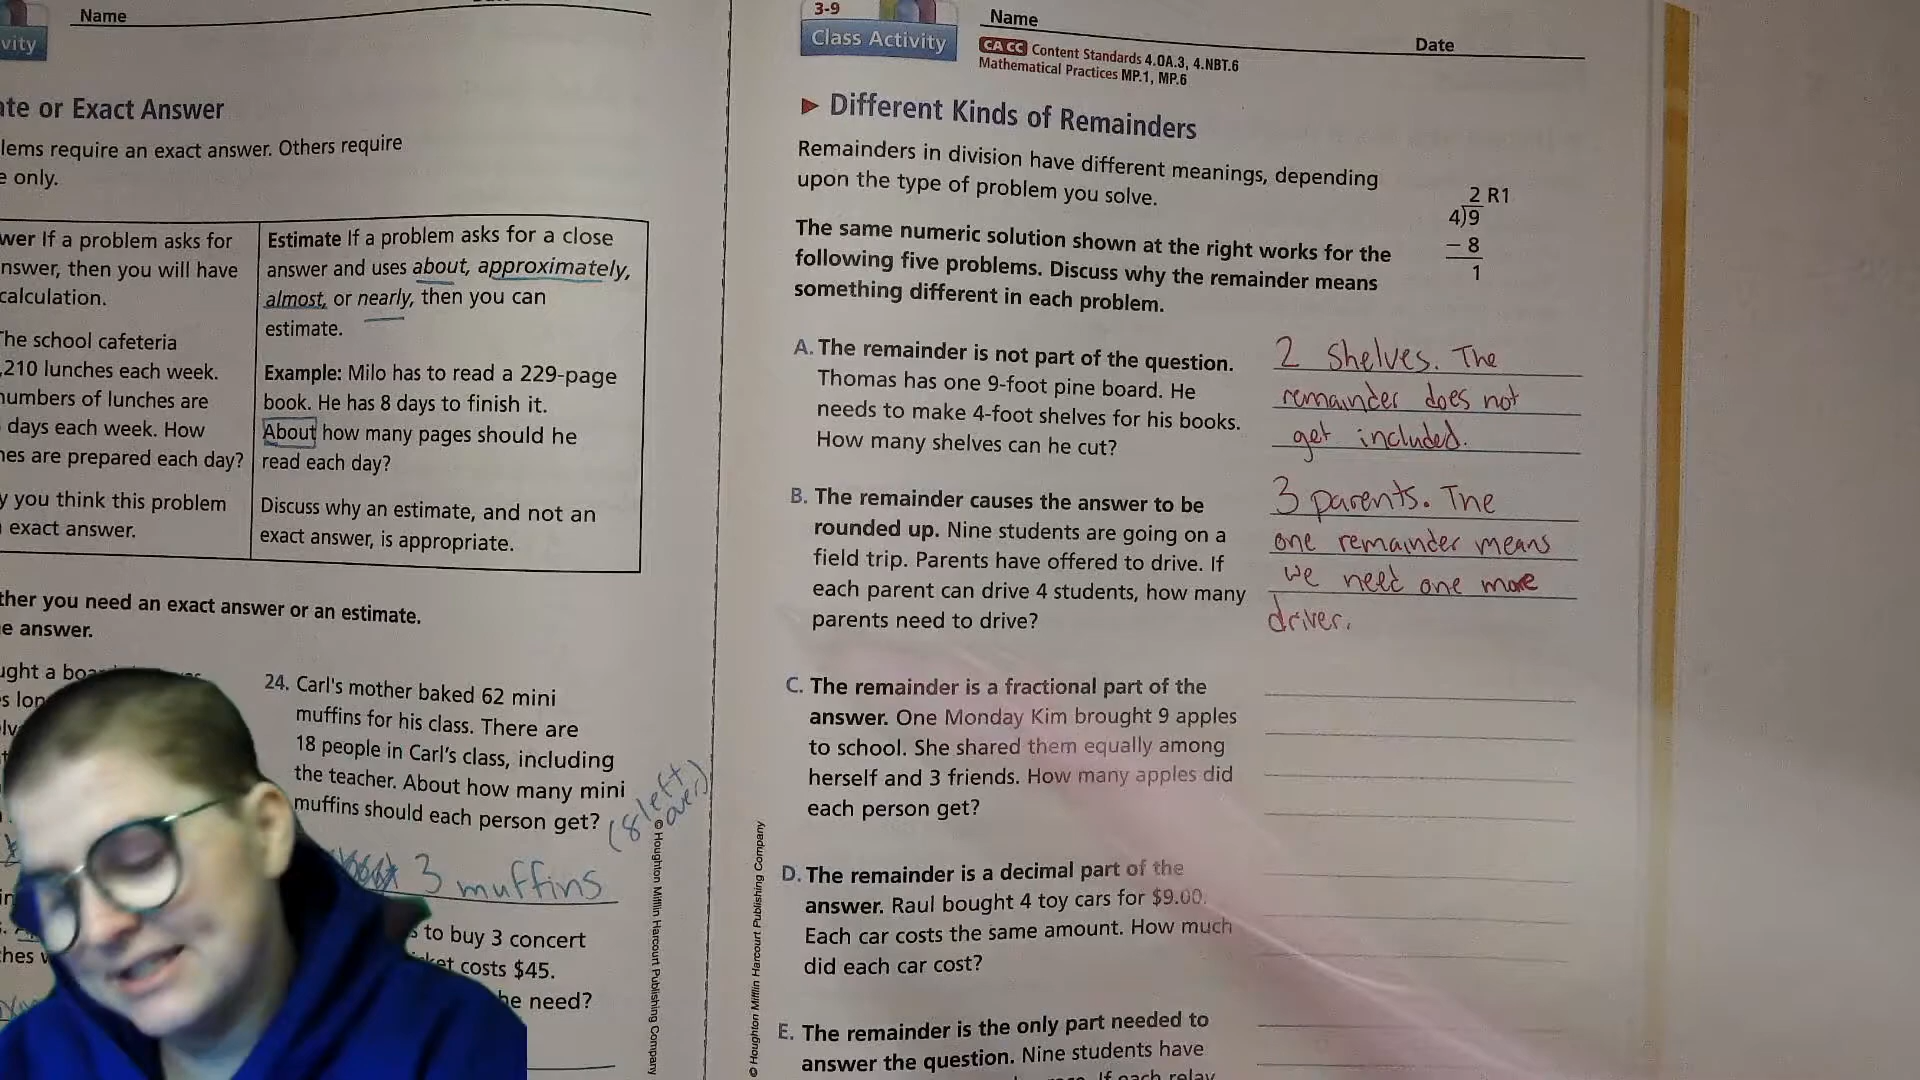 Name
vity
ate or Exact Answer
lems require an exact answer. Others require
e only.
wer If a problem asks for
nswer, then you will have
calculation.
The school cafeteria
,210 lunches each week.
numbers of lunches are
days each week. How
hes are prepared each day?
y you think this problem
exact answer.
Estimate If a problem asks for a close
answer and uses about, approximately,
almost, or nearly, then you can
estimate.
Example: Milo has to read a 229-page
book. He has 8 days to finish it.
About how many pages should he
read each day?
Discuss why an estimate, and not an
exact answer, is appropriate.
ther you need an exact answer or an estimate.
e answer.
ught a
s lon
24. Carl's mother baked 62 mini
muffins for his class. There are
18 people in Carl's class, including
the teacher. About how many mini
muffins should each person get?
(8 left
over)
3 muffins
s to buy 3 concert
ket costs $45.
he need?
hes
© Houghton Mifflin Harcourt Publishing Company
3-9
Class Activity
Name
Date
CA CC Content Standards 4.OA.3, 4.NBT.6
Mathematical Practices MP.1, MP.6
Different Kinds of Remainders
Remainders in division have different meanings, depending
upon the type of problem you solve.
The same numeric solution shown at the right works for the
following five problems. Discuss why the remainder means
something different in each problem.
2 R1
4)9
− 8
1
A. The remainder is not part of the question.
Thomas has one 9-foot pine board. He
needs to make 4-foot shelves for his books.
How many shelves can he cut?
2 shelves. The
remainder does not
get included.
B. The remainder causes the answer to be
rounded up. Nine students are going on a
field trip. Parents have offered to drive. If
each parent can drive 4 students, how many
parents need to drive?
3 parents. The
one remainder means
we need one more
driver.
C. The remainder is a fractional part of the
answer. One Monday Kim brought 9 apples
to school. She shared them equally among
herself and 3 friends. How many apples did
each person get?
D. The remainder is a decimal part of the
answer. Raul bought 4 toy cars for $9.00.
Each car costs the same amount. How much
did each car cost?
E. The remainder is the only part needed to
answer the question. Nine students have
If each relay
© Houghton Mifflin Harcourt Publishing Company